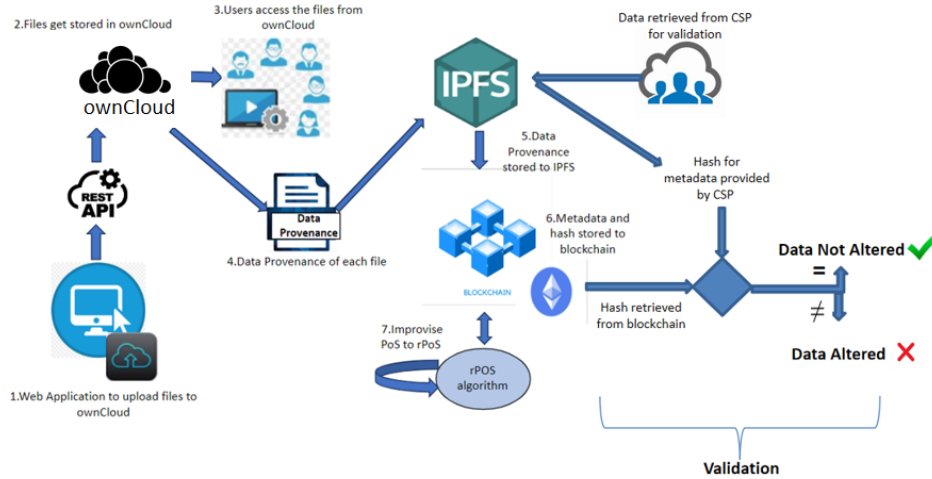 2.Files get stored in ownCloud
3.Users access the files from
ownCloud
Data retrieved from CSP
for validation
ownCloud
IPFS
REST
API
5.Data
Provenance
stored to IPFS
Hash for
metadata provided
by CSP
Data
Provenance
4.Data Provenance of each file
6.Metadata and
hash stored to
blockchain
BLOCKCHAIN
Data Not Altered
=
≠
Hash retrieved
from blockchain
Data Altered
7.Improvise
PoS to rPoS
rPOS
algorithm
1.Web Application to upload files to
ownCloud
Validation